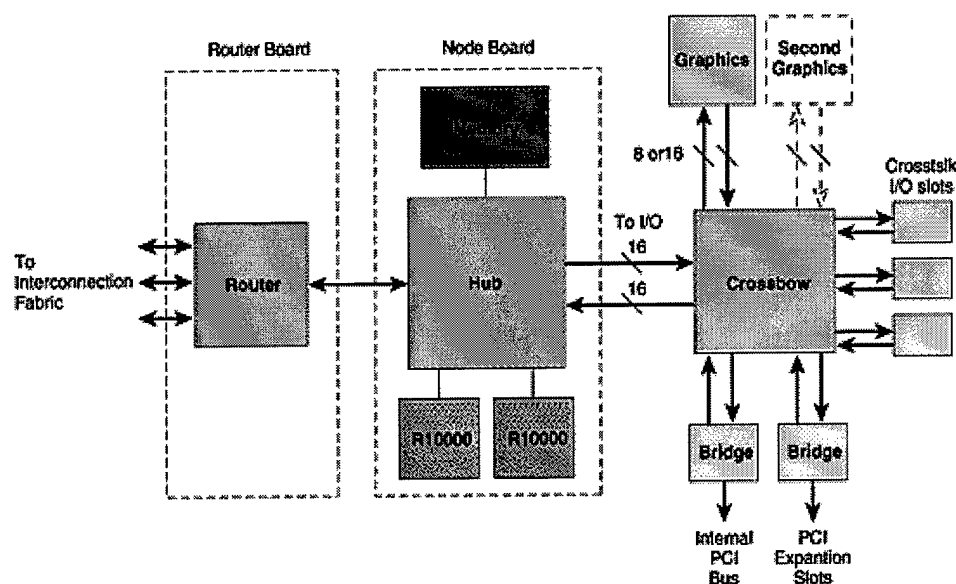 Router Board
Node Board
Graphics
Second
Graphics
8 or16
Crosstslk
I/O slots
To I/O
16
16
To
Interconnection
Fabric
Router
Hub
Crossbow
R10000
R10000
Bridge
Bridge
Internal
PCI
Bus
PCI
Expantion
Slots